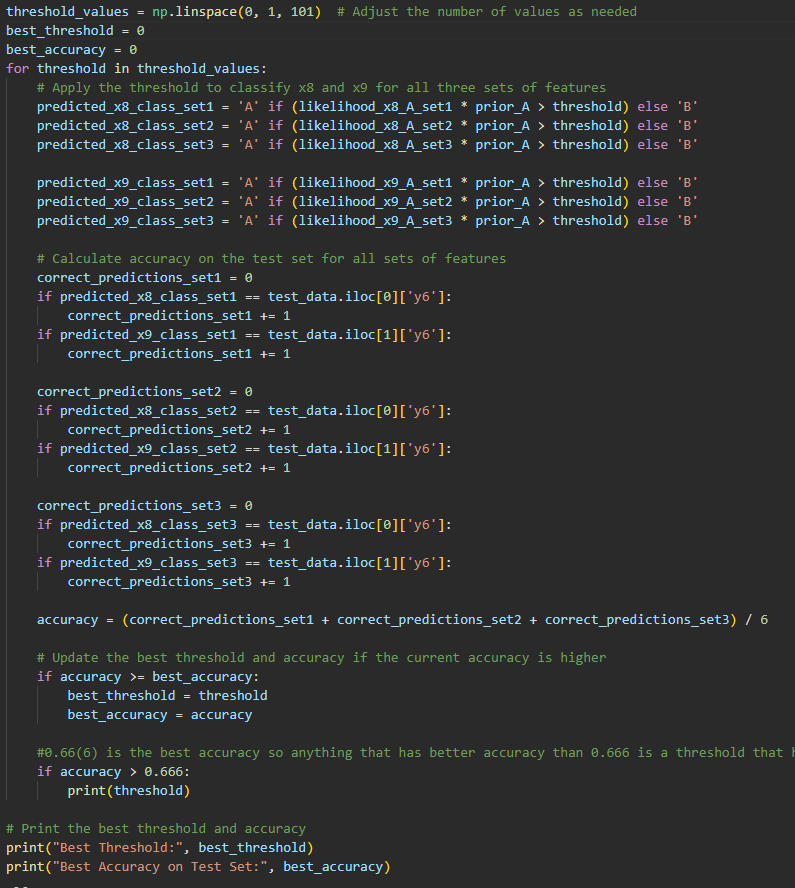 threshold_values = np.linspace(0, 1, 101)  # Adjust the number of values as needed
best_threshold = 0
best_accuracy = 0
for threshold in threshold_values:
    # Apply the threshold to classify x8 and x9 for all three sets of features
    predicted_x8_class_set1 = 'A' if (likelihood_x8_A_set1 * prior_A > threshold) else 'B'
    predicted_x8_class_set2 = 'A' if (likelihood_x8_A_set2 * prior_A > threshold) else 'B'
    predicted_x8_class_set3 = 'A' if (likelihood_x8_A_set3 * prior_A > threshold) else 'B'

    predicted_x9_class_set1 = 'A' if (likelihood_x9_A_set1 * prior_A > threshold) else 'B'
    predicted_x9_class_set2 = 'A' if (likelihood_x9_A_set2 * prior_A > threshold) else 'B'
    predicted_x9_class_set3 = 'A' if (likelihood_x9_A_set3 * prior_A > threshold) else 'B'

    # Calculate accuracy on the test set for all sets of features
    correct_predictions_set1 = 0
    if predicted_x8_class_set1 == test_data.iloc[0]['y6']:
        correct_predictions_set1 += 1
    if predicted_x9_class_set1 == test_data.iloc[1]['y6']:
        correct_predictions_set1 += 1

    correct_predictions_set2 = 0
    if predicted_x8_class_set2 == test_data.iloc[0]['y6']:
        correct_predictions_set2 += 1
    if predicted_x9_class_set2 == test_data.iloc[1]['y6']:
        correct_predictions_set2 += 1

    correct_predictions_set3 = 0
    if predicted_x8_class_set3 == test_data.iloc[0]['y6']:
        correct_predictions_set3 += 1
    if predicted_x9_class_set3 == test_data.iloc[1]['y6']:
        correct_predictions_set3 += 1

    accuracy = (correct_predictions_set1 + correct_predictions_set2 + correct_predictions_set3) / 6

    # Update the best threshold and accuracy if the current accuracy is higher
    if accuracy >= best_accuracy:
        best_threshold = threshold
        best_accuracy = accuracy

    #0.66(6) is the best accuracy so anything that has better accuracy than 0.666 is a threshold that
    if accuracy > 0.666:
        print(threshold)

# Print the best threshold and accuracy
print("Best Threshold:", best_threshold)
print("Best Accuracy on Test Set:", best_accuracy)